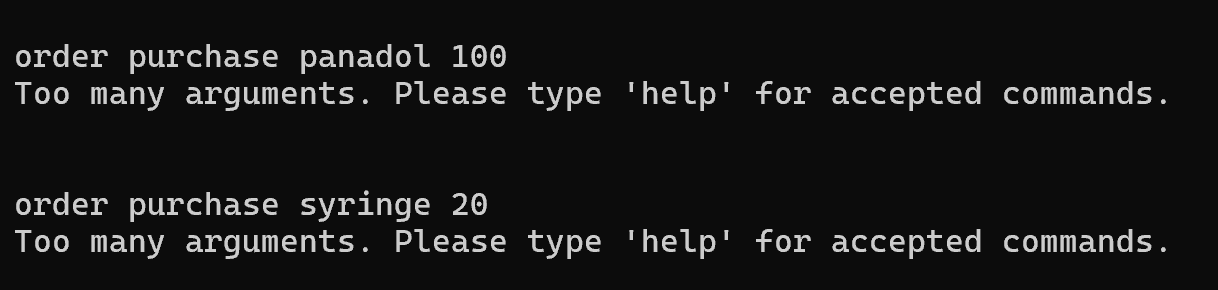 order purchase panadol 100
Too many arguments. Please type 'help' for accepted commands.
order purchase syringe 20
Too many arguments. Please type 'help' for accepted commands.